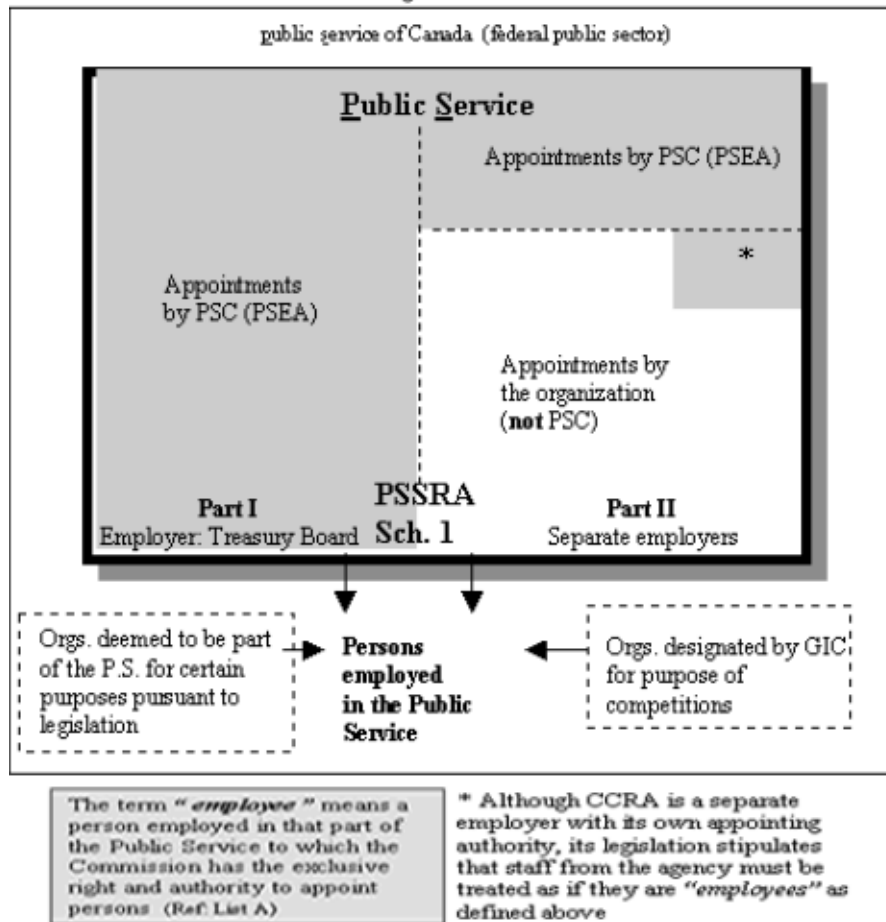 public service of Canada (federal public sector)
Public Service
Appointments by PSC (PSEA)
*
Appointments
by PSC (PSEA)
Appointments by
the organization
(not PSC)
Part I
Employer: Treasury Board
PSSRA
Sch. 1
Part II
Separate employers
Orgs. deemed to be part
of the P.S. for certain
purposes pursuant to
legislation
Persons
employed
in the Public
Service
Orgs. designated by GIC
for purpose of
competitions
The term "employee" means a
person employed in that part of
the Public Service to which the
Commission has the exclusive
right and authority to appoint
persons (Ref: List A)
* Although CCRA is a separate
employer with its own appointing
authority, its legislation stipulates
that staff from the agency must be
treated as if they are "employees" as
defined above